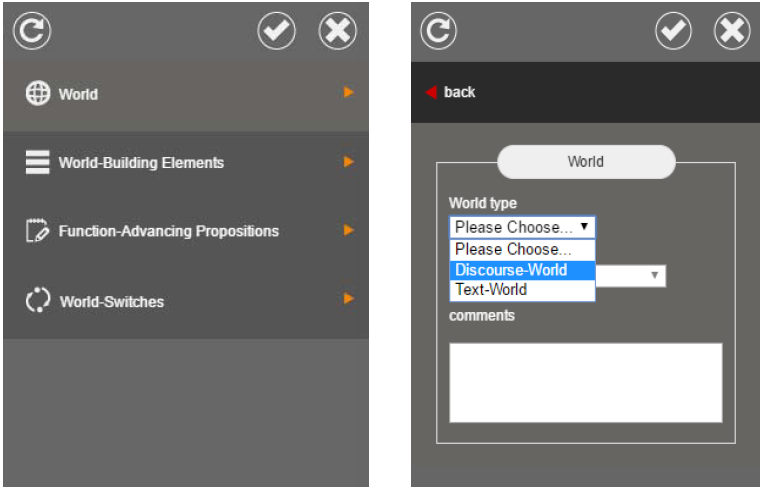 World
World-Building Elements
Function-Advancing Propositions
World-Switches
back
World
World type
Please Choose...
Please Choose...
Discourse-World
Text-World
comments